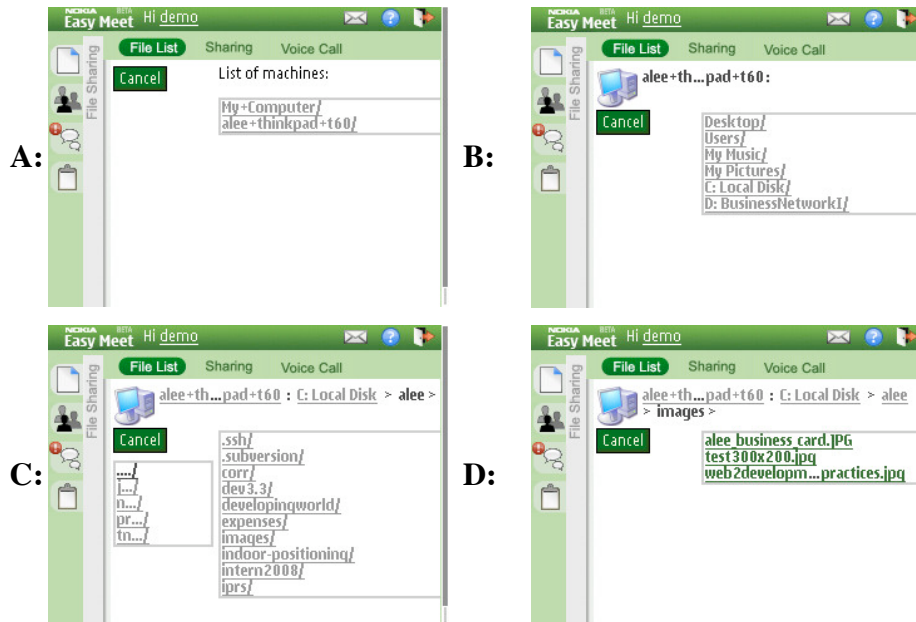 A:
NOKIA BETA
Easy Meet Hi demo
File List Sharing Voice Call
File Sharing
Cancel
List of machines:
My+Computer/
alee+thinkpad+t60/
B:
NOKIA BETA
Easy Meet Hi demo
File List Sharing Voice Call
File Sharing
alee+th...pad+t60:
Cancel
Desktop/
Users/
My Music/
My Pictures/
C: Local Disk/
D: BusinessNetworkI/
C:
NOKIA BETA
Easy Meet Hi demo
File List Sharing Voice Call
File Sharing
alee+th...pad+t60 : C: Local Disk > alee >
Cancel
..../
i.../
n.../
pr.../
tn.../
.ssh/
.subversion/
corr/
dev3.3/
developingworld/
expenses/
images/
indoor-positioning/
intern2008/
iprs/
D:
NOKIA BETA
Easy Meet Hi demo
File List Sharing Voice Call
File Sharing
alee+th...pad+t60 : C: Local Disk > alee
> images >
Cancel
alee_business_card.JPG
test300x200.jpg
web2developm...practices.jpg